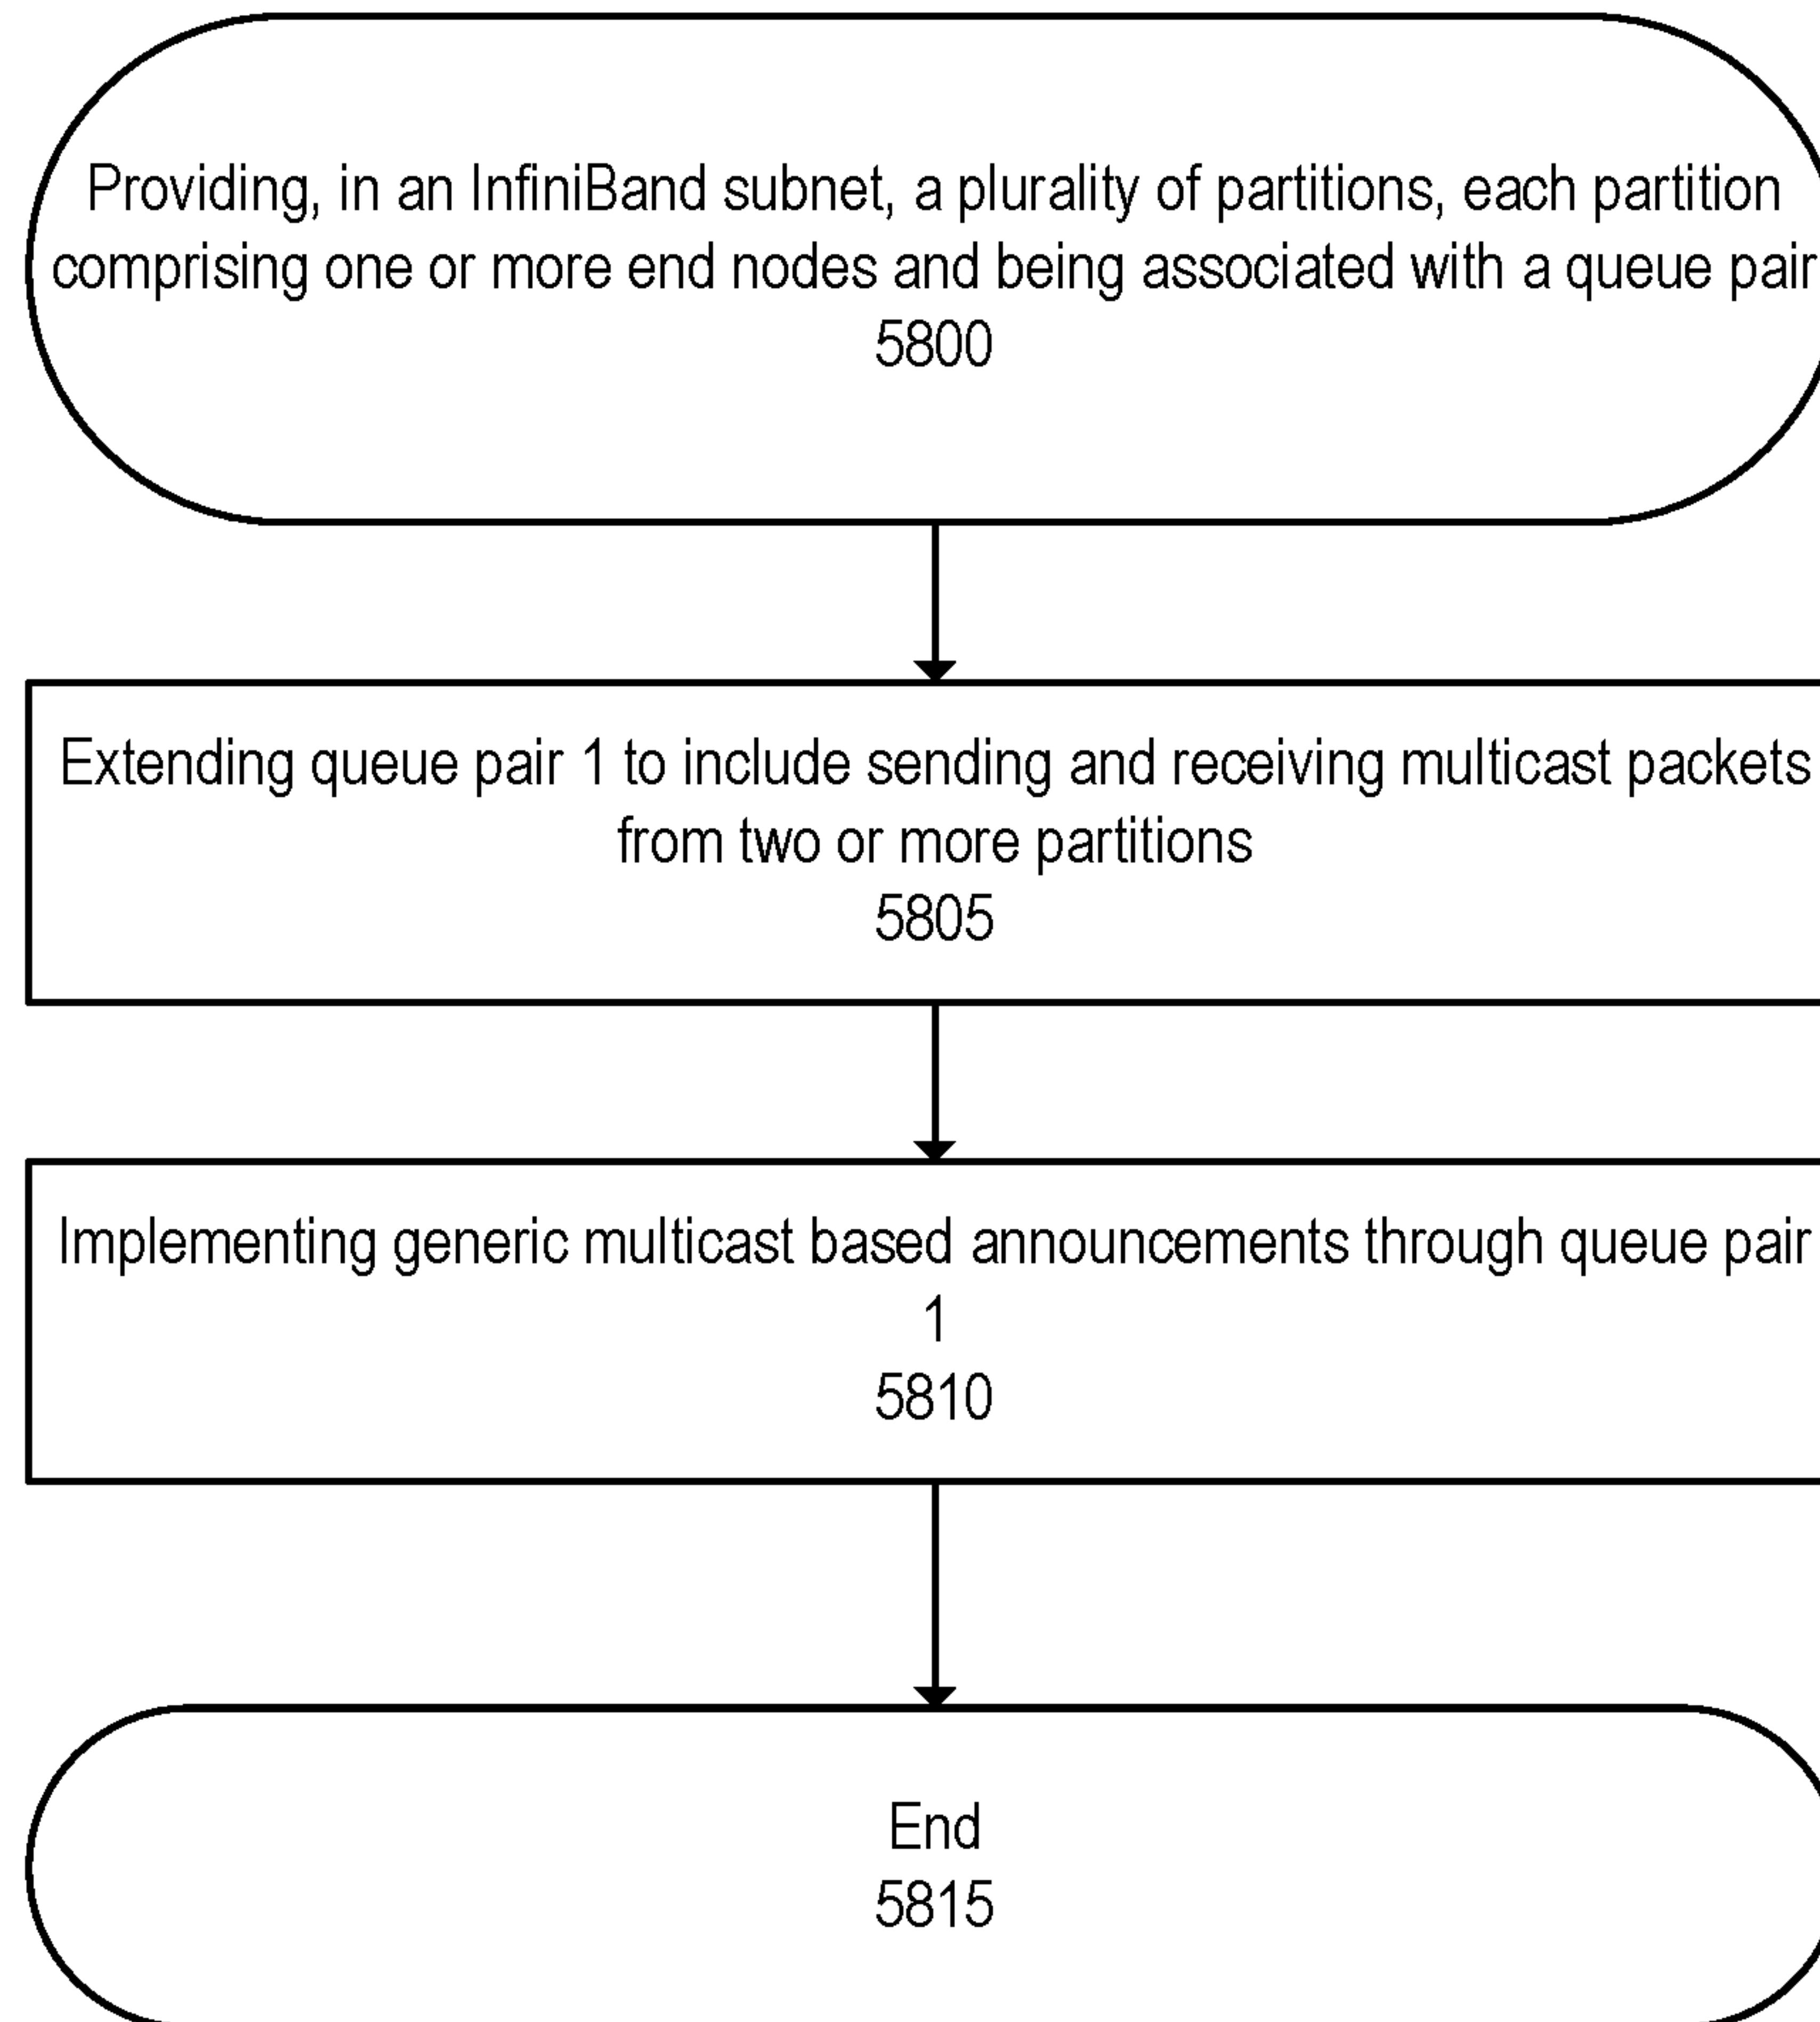 Providing, in an InfiniBand subnet, a plurality of partitions, each partition
comprising one or more end nodes and being associated with a queue pair
5800
Extending queue pair 1 to include sending and receiving multicast packets
from two or more partitions
5805
Implementing generic multicast based announcements through queue pair
1
5810
End
5815